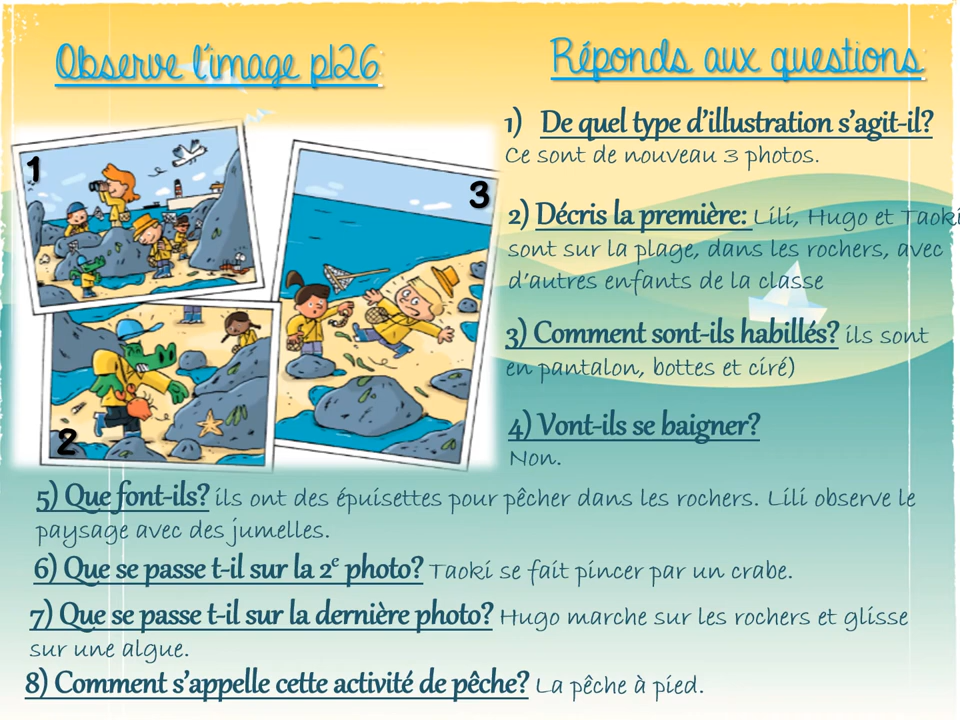 Observe l'image p126
Réponds aux questions
1) De quel type d'illustration s'agit-il?
Ce sont de nouveau 3 photos.
1
3
2
2) Décris la première: Lili, Hugo et Taoki
sont sur la plage, dans les rochers, avec
d'autres enfants de la classe
3) Comment sont-ils habillés? ils sont
en pantalon, bottes et ciré)
4) Vont-ils se baigner?
Non.
5) Que font-ils? ils ont des épuisettes pour pêcher dans les rochers. Lili observe le
paysage avec des jumelles.
6) Que se passe t-il sur la 2e photo? Taoki se fait pincer par un crabe.
7) Que se passe t-il sur la dernière photo? Hugo marche sur les rochers et glisse
sur une algue.
8) Comment s'appelle cette activité de pêche? La pêche à pied.